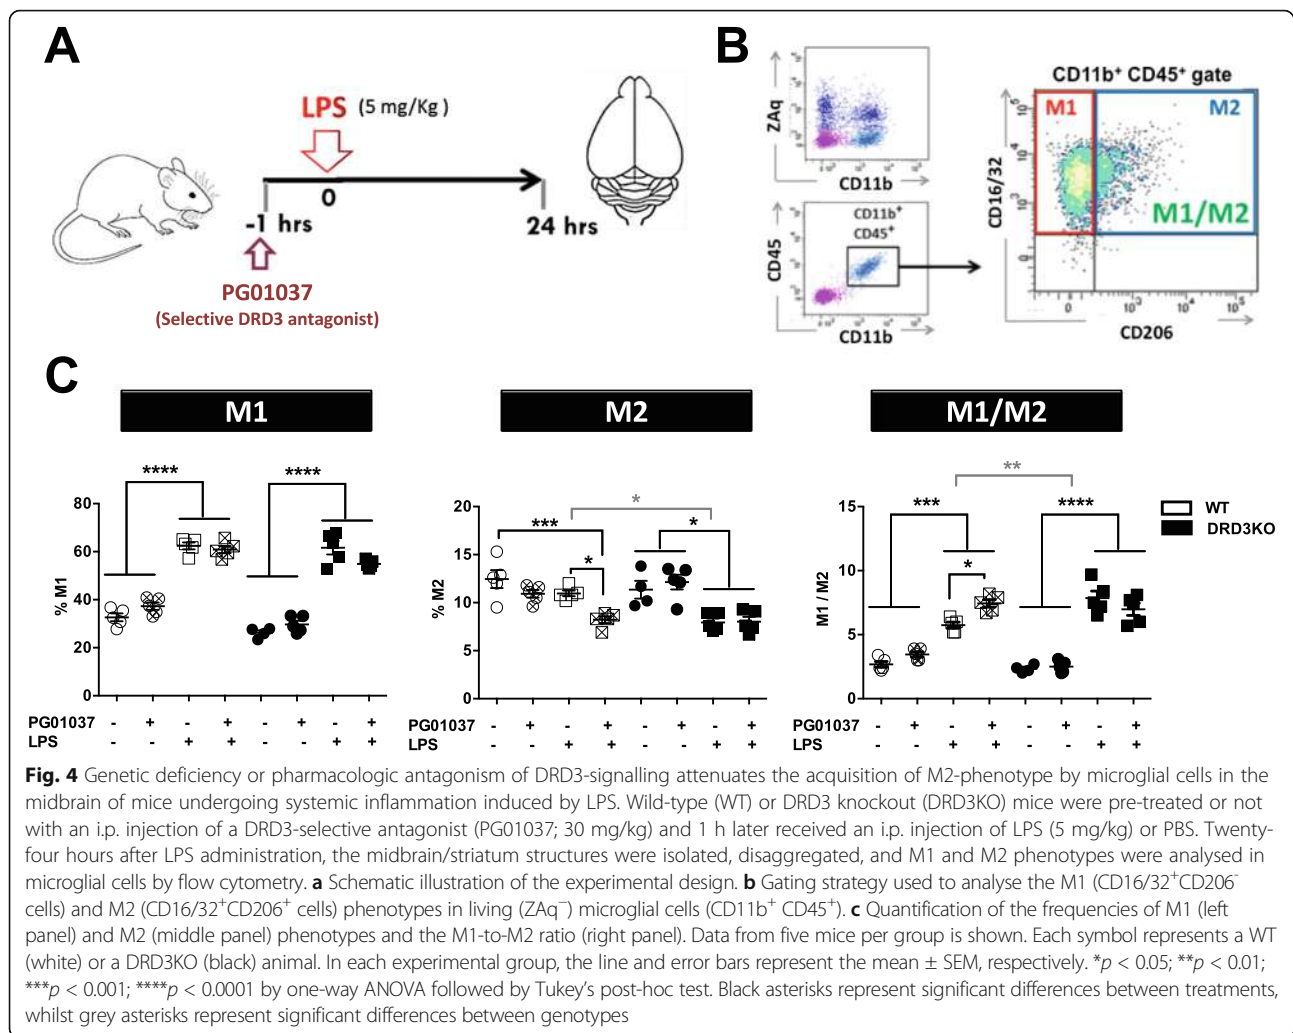 A
LPS (5 mg/Kg )
0
-1 hrs
24 hrs
PG01037
(Selective DRD3 antagonist)
B
ZAq
CD11b
CD45
CD11b⁺
CD45⁺
CD11b
CD11b⁺ CD45⁺ gate
M1
M2
M1/M2
CD16/32
10⁵
10⁴
10³
0
0
10³
10⁴
10⁵
CD206
C
M1
****
****
% M1
80
60
40
20
0
PG01037 - + - + - + - +
LPS - - + + - - + +
M2
*
***
*
*
% M2
20
15
10
5
0
PG01037 - + - + - + - +
LPS - - + + - - + +
M1/M2
**
***
****
*
M1 / M2
15
10
5
0
PG01037 - + - + - + - +
LPS - - + + - - + +
WT
DRD3KO
Fig. 4 Genetic deficiency or pharmacologic antagonism of DRD3-signalling attenuates the acquisition of M2-phenotype by microglial cells in the
midbrain of mice undergoing systemic inflammation induced by LPS. Wild-type (WT) or DRD3 knockout (DRD3KO) mice were pre-treated or not
with an i.p. injection of a DRD3-selective antagonist (PG01037; 30 mg/kg) and 1 h later received an i.p. injection of LPS (5 mg/kg) or PBS. Twenty-
four hours after LPS administration, the midbrain/striatum structures were isolated, disaggregated, and M1 and M2 phenotypes were analysed in
microglial cells by flow cytometry. a Schematic illustration of the experimental design. b Gating strategy used to analyse the M1 (CD16/32⁺CD206⁻
cells) and M2 (CD16/32⁺CD206⁺ cells) phenotypes in living (ZAq⁻) microglial cells (CD11b⁺ CD45⁺). c Quantification of the frequencies of M1 (left
panel) and M2 (middle panel) phenotypes and the M1-to-M2 ratio (right panel). Data from five mice per group is shown. Each symbol represents a WT
(white) or a DRD3KO (black) animal. In each experimental group, the line and error bars represent the mean ± SEM, respectively. *p < 0.05; **p < 0.01;
***p < 0.001; ****p < 0.0001 by one-way ANOVA followed by Tukey's post-hoc test. Black asterisks represent significant differences between treatments,
whilst grey asterisks represent significant differences between genotypes